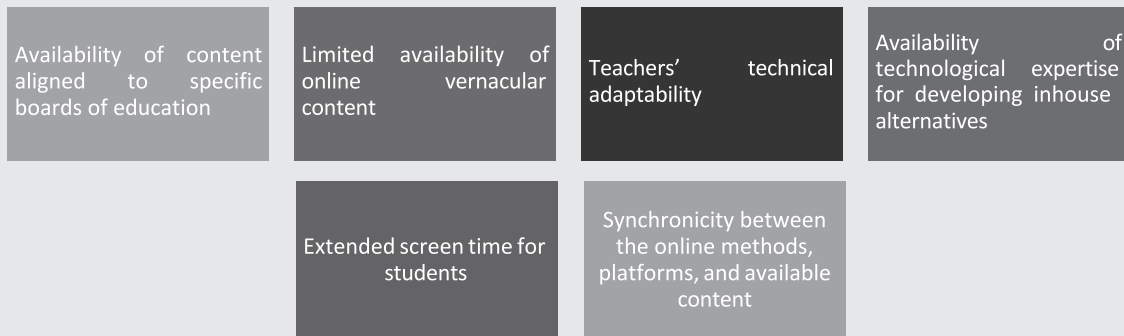 Availability of content
aligned to specific
boards of education
Limited availability of
online vernacular
content
Teachers' technical
adaptability
Availability of
technological expertise
for developing inhouse
alternatives
Extended screen time for
students
Synchronicity between
the online methods,
platforms, and available
content